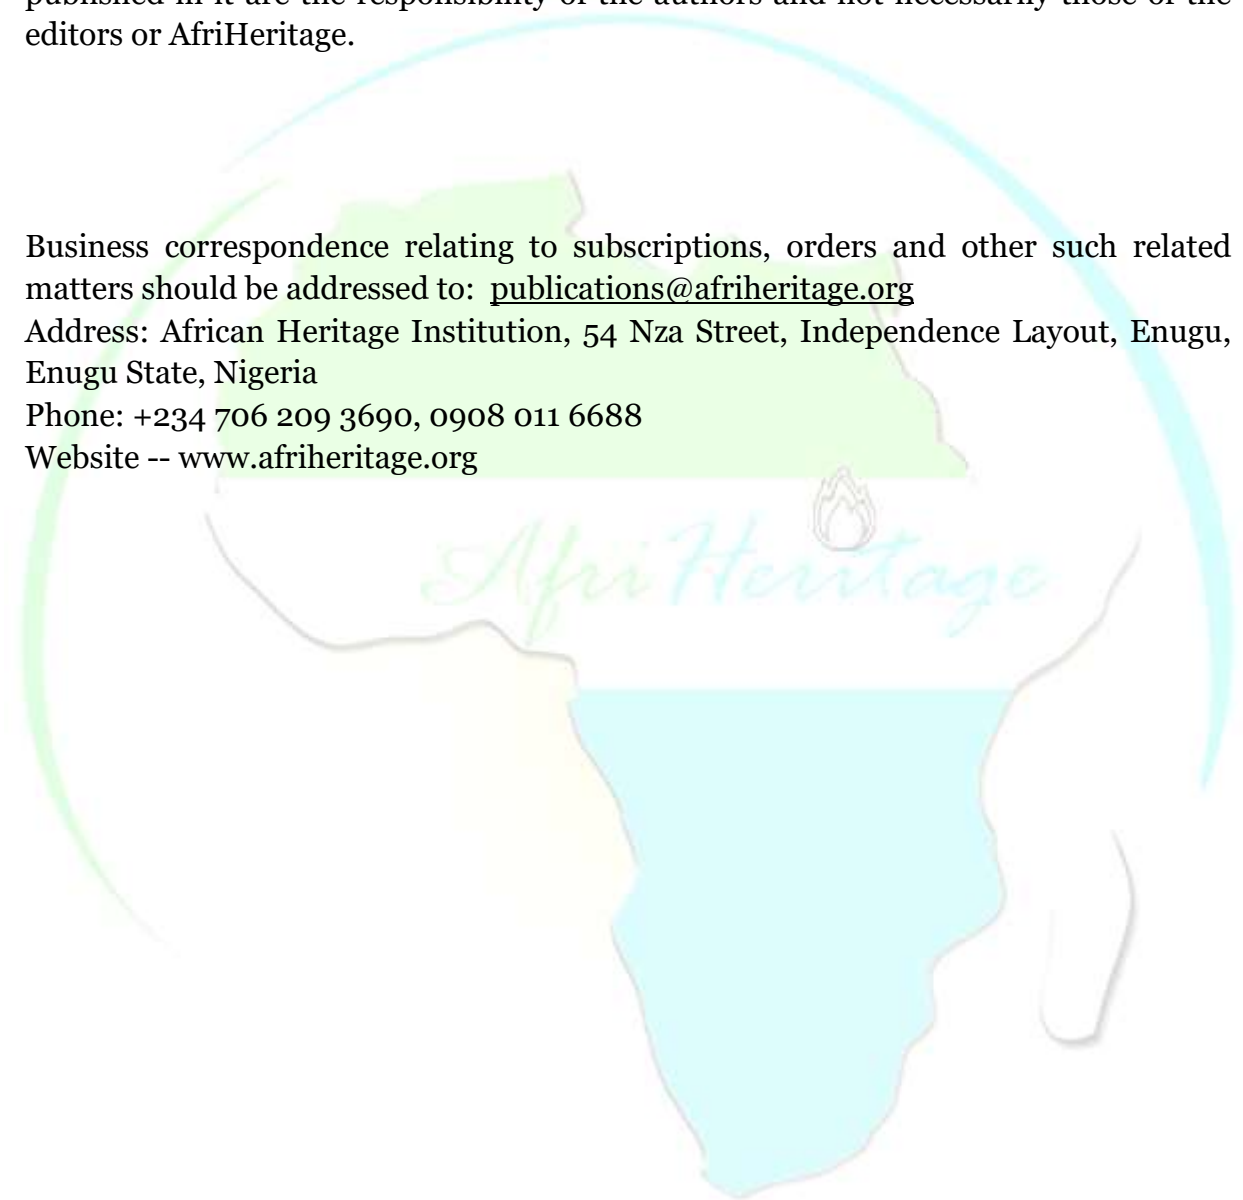 published in it are the responsibility of the authors and not necessarily those of the
editors or AfriHeritage.
Business correspondence relating to subscriptions, orders and other such related
matters should be addressed to: publications@afriheritage.org
Address: African Heritage Institution, 54 Nza Street, Independence Layout, Enugu,
Enugu State, Nigeria
Phone: +234 706 209 3690, 0908 011 6688
Website -- www.afriheritage.org
AfriHeritage